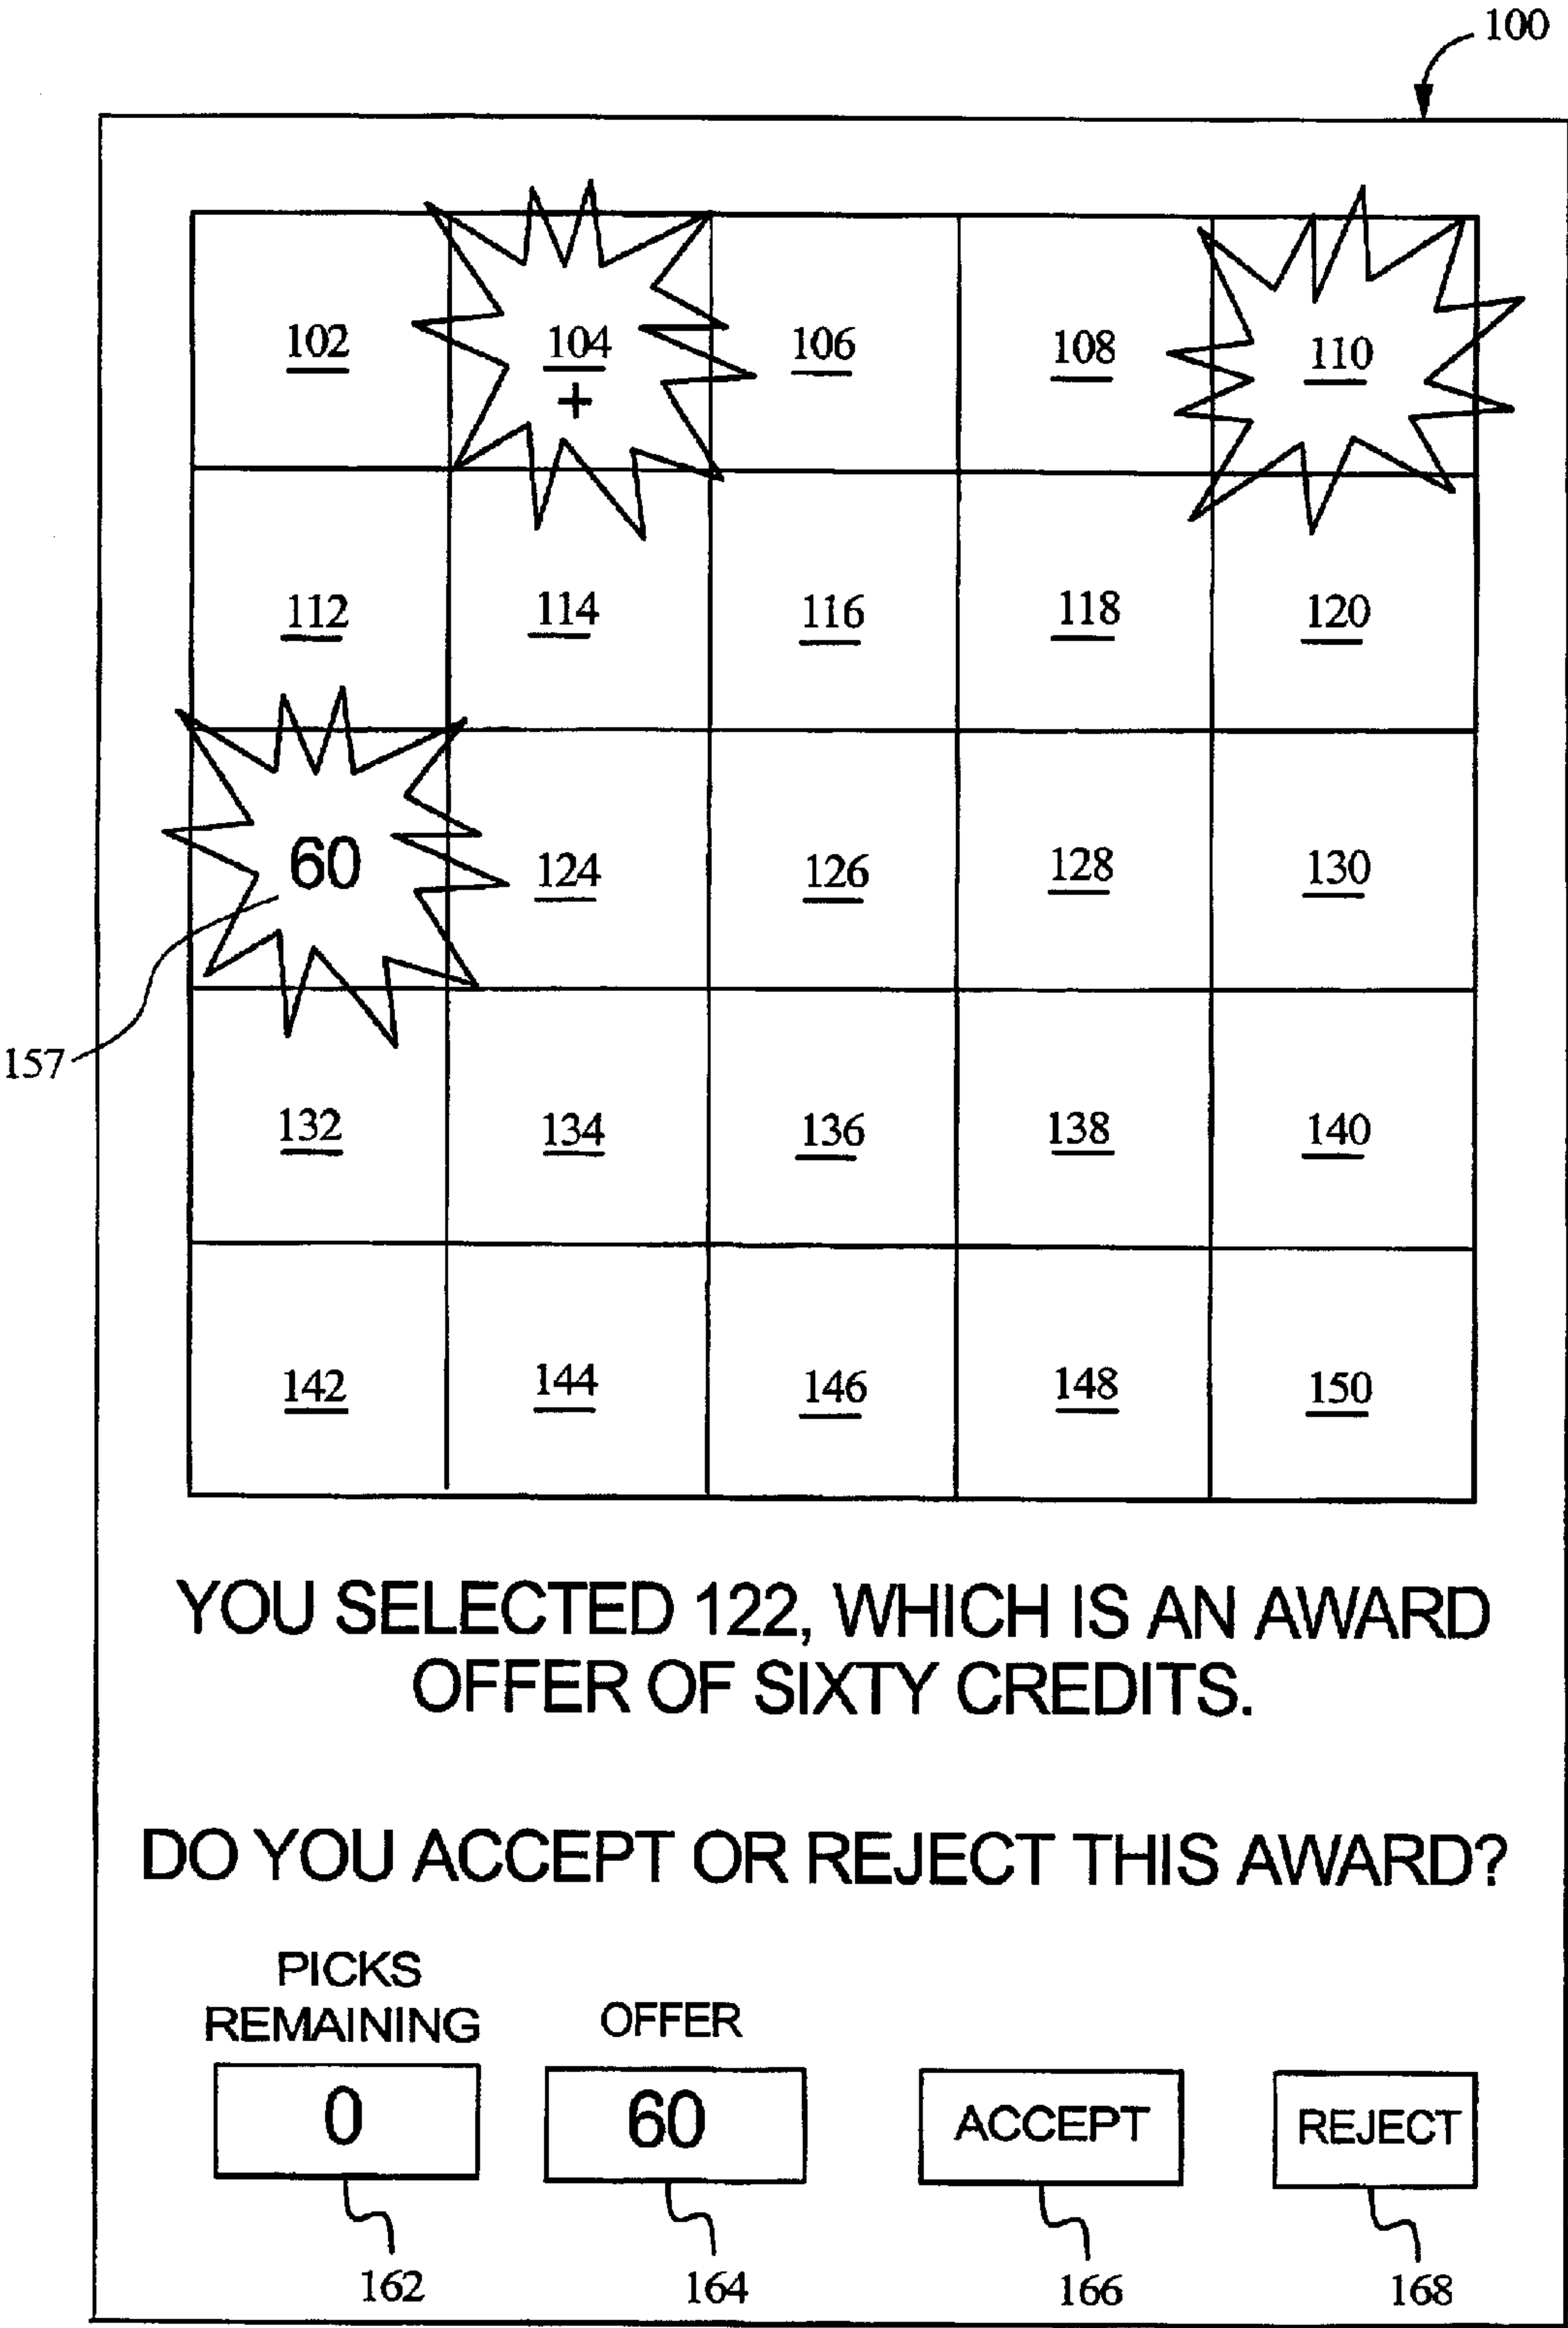 100
102 104 106 108 110
+
112 114 116 118 120
60 124 126 128 130
157
132 134 136 138 140
142 144 146 148 150
YOU SELECTED 122, WHICH IS AN AWARD
OFFER OF SIXTY CREDITS.
DO YOU ACCEPT OR REJECT THIS AWARD?
PICKS
REMAINING OFFER
0 60 ACCEPT REJECT
162 164 166 168